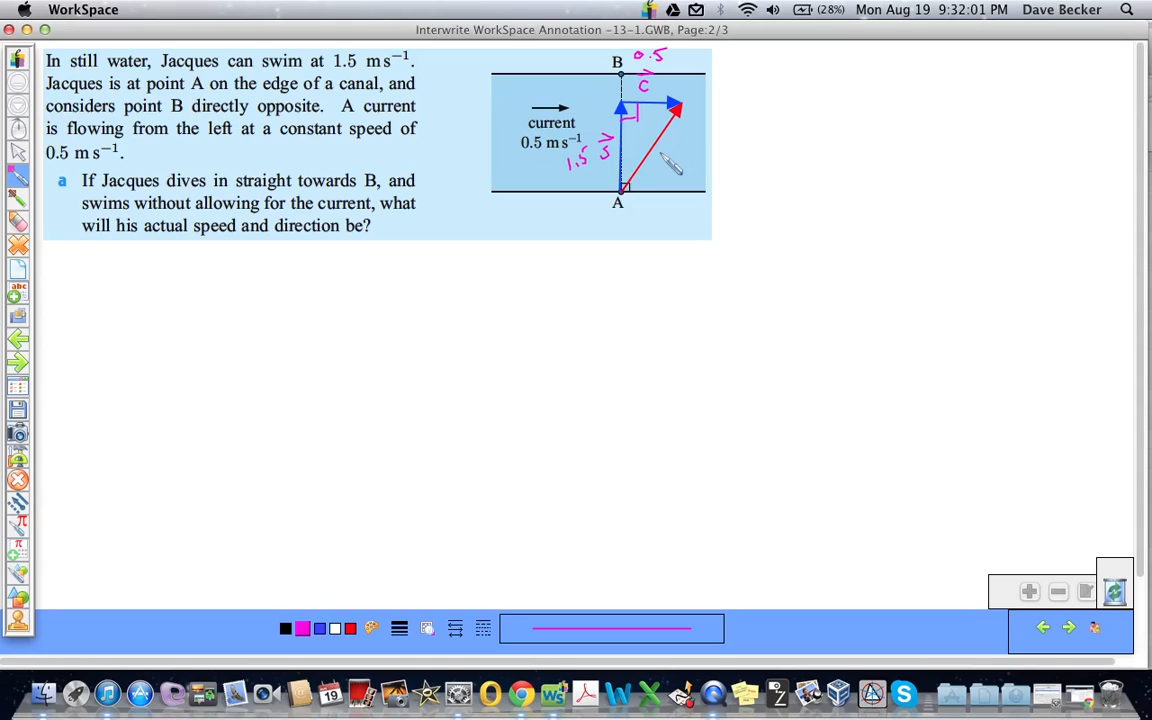 WorkSpace
(28%) Mon Aug 19 9:32:01 PM Dave Becker
Interwrite WorkSpace Annotation -13-1.GWB, Page:2/3
In still water, Jacques can swim at 1.5 m s⁻¹.
Jacques is at point A on the edge of a canal, and
considers point B directly opposite. A current
is flowing from the left at a constant speed of
0.5 m s⁻¹.
a If Jacques dives in straight towards B, and
swims without allowing for the current, what
will his actual speed and direction be?
0.5
B
C
current
0.5 m s⁻¹
1.5 S
A
abc
π
π
19
W
X
Z
S